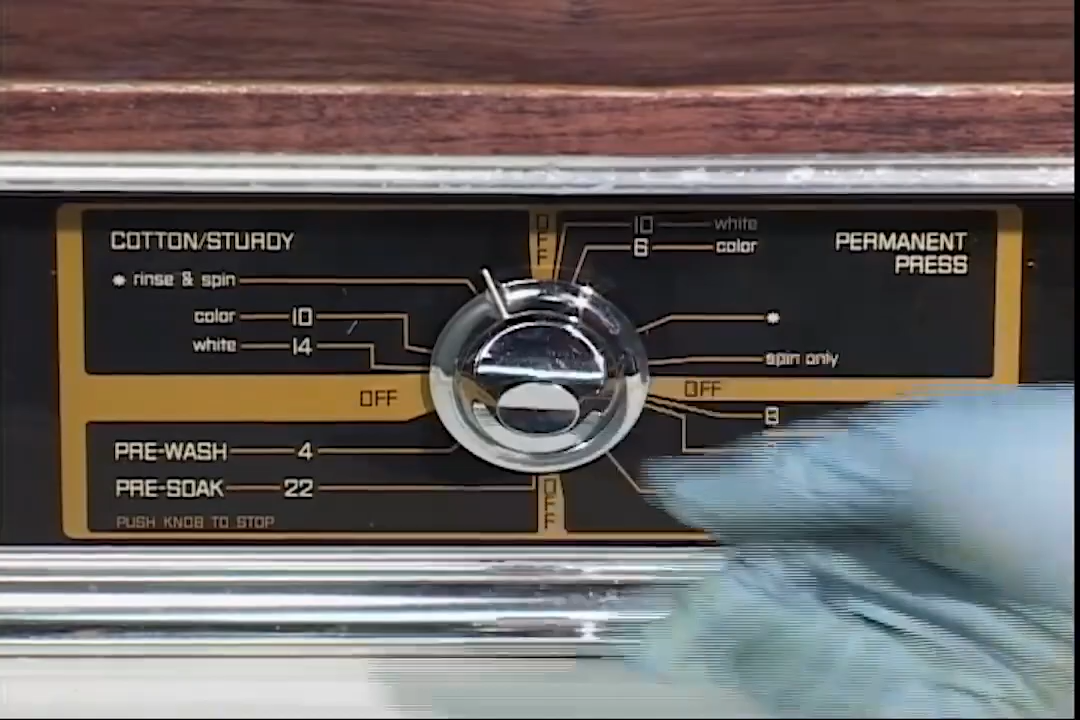 COTTON/STURDY
✷ rinse & spin
color 10
white 14
OFF
PRE-WASH 4
PRE-SOAK 22
PUSH KNOB TO STOP
OFF
10 white
6 color
PERMANENT
PRESS
✷
spin only
OFF
8
OFF